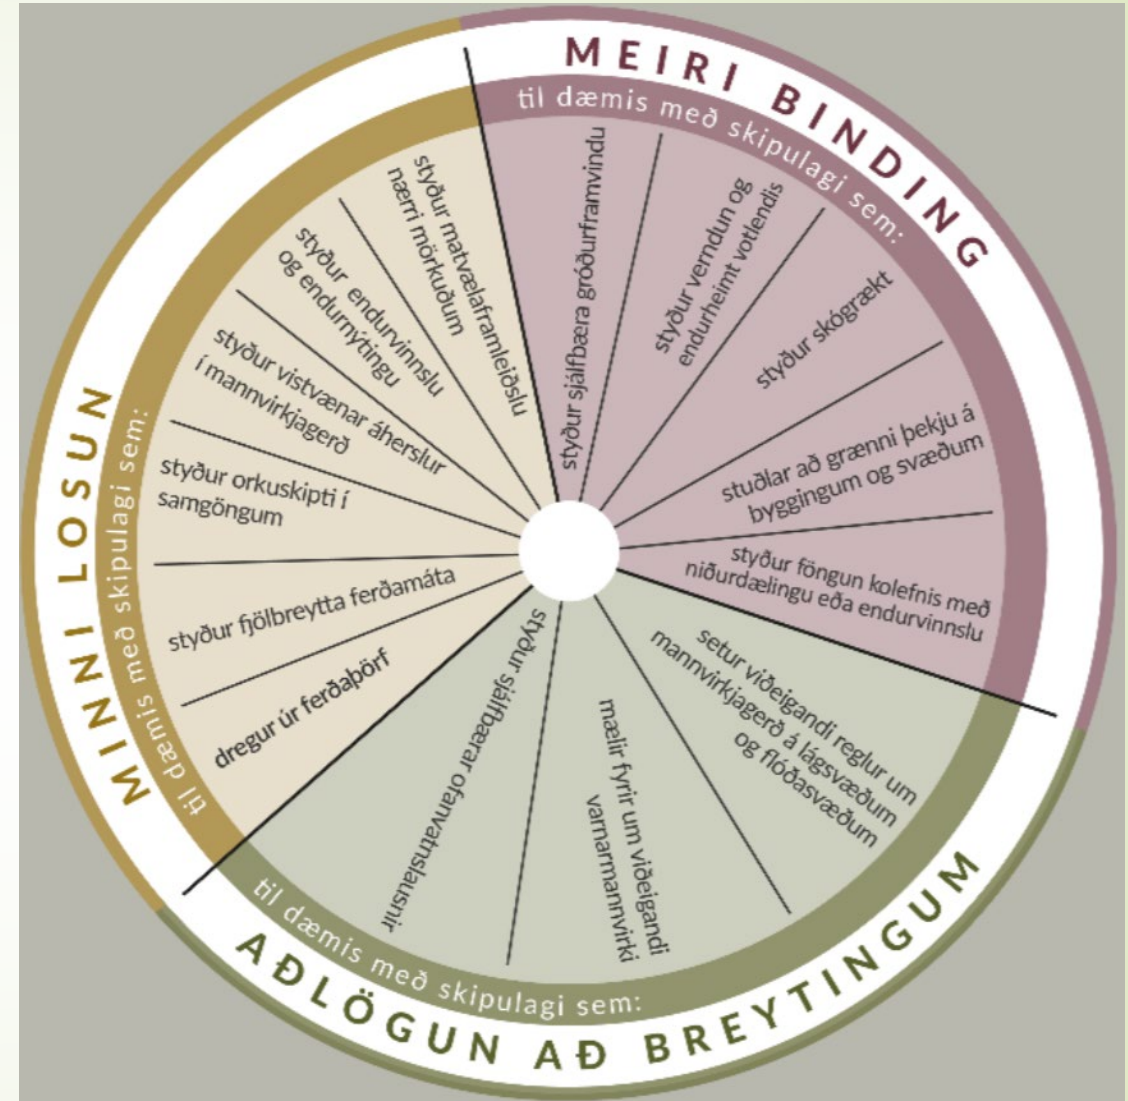 MEIRI BINDING
til dæmis með skipulagi sem:
styður sjálfbæra gróðurframvindu
styður verndun og
endurheimt votlendis
styður skógrækt
stuðlar að grænni þekju á
byggingum og svæðum
styður föngun kolefnis með
niðurdælingu eða endurvinnslu
AÐLÖGUN AÐ BREYTINGUM
til dæmis með skipulagi sem:
setur viðeigandi reglur um
mannvirkjagerð á lágsvæðum
og flóðasvæðum
mælir fyrir um viðeigandi
varnarmannvirki
styður sjálfbærar ofanvatnslausnir
MINNI LOSUN
til dæmis með skipulagi sem:
dregur úr ferðaþörf
styður fjölbreytta ferðamáta
styður orkuskipti í
samgöngum
styður vistvænar áherslur
í mannvirkjagerð
styður endurvinnslu
og endurnýtingu
styður matvælaframleiðslu
nærri mörkuðum